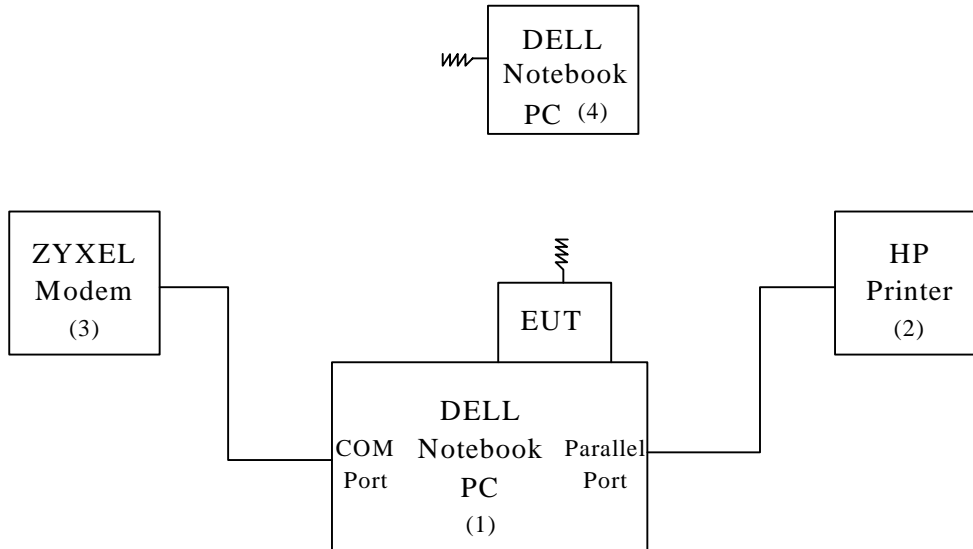 DELL
Notebook
PC (4)
ZYXEL
Modem
(3)
HP
Printer
(2)
EUT
DELL
Notebook
PC
(1)
COM
Port
Parallel
Port